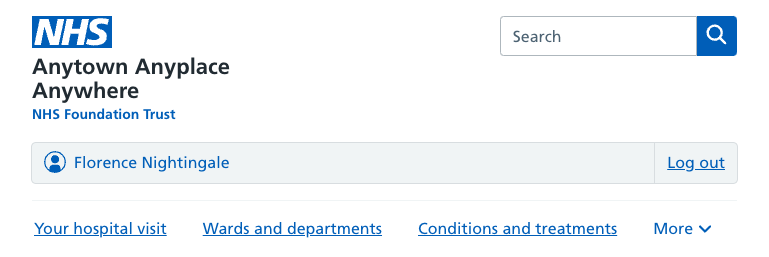 NHS
Search
Anytown Anyplace
Anywhere
NHS Foundation Trust
Florence Nightingale
Log out
Your hospital visit
Wards and departments
Conditions and treatments
More